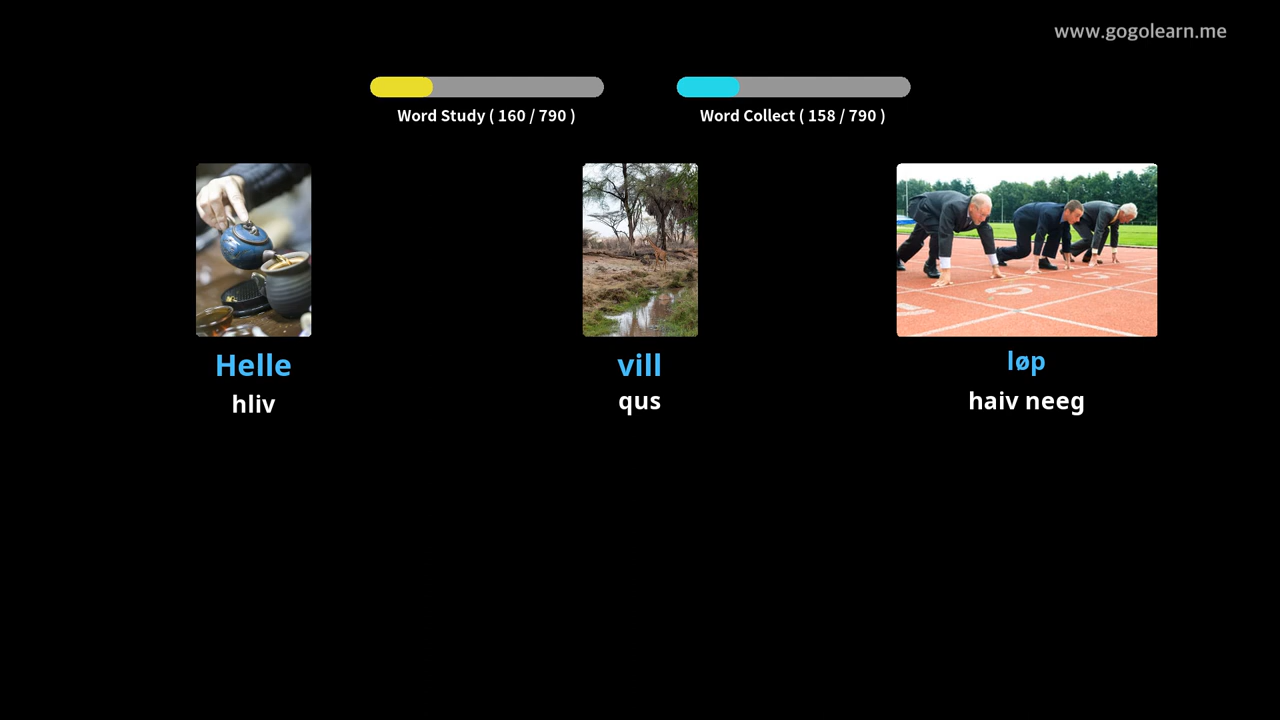 www.gogolearn.me
Word Study ( 160 / 790 )
Word Collect ( 158 / 790 )
Helle
hliv
vill
qus
løp
haiv neeg